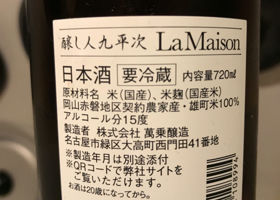 醸し人九平次 La Maison
日本酒 要冷蔵 内容量720ml
原材料名 米(国産)、米麹(国産)
岡山赤磐地区契約農家産・雄町米100%
アルコール分15度
製造者 株式会社 萬乗醸造
名古屋市緑区大高町西門田41番地
※製造年月は別途添付
※QRコードで弊社サイトを
ご覧いただけます。
お酒は20歳になってから。